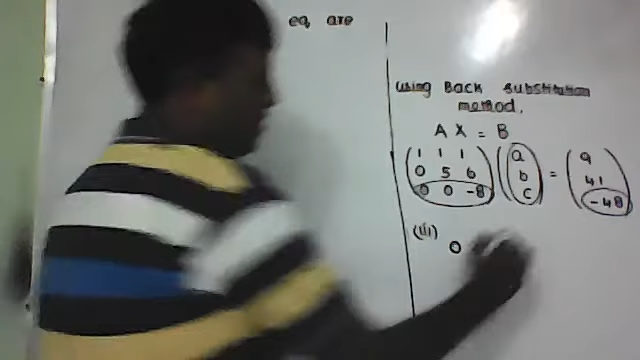 eq are
using Back substitution
method.
A X = B
( 1 1 1 ) ( a ) = ( 9 )
( 0 5 6 ) ( b ) ( 41 )
( 0 0 -8 ) ( c ) ( -48 )
(iii)
0